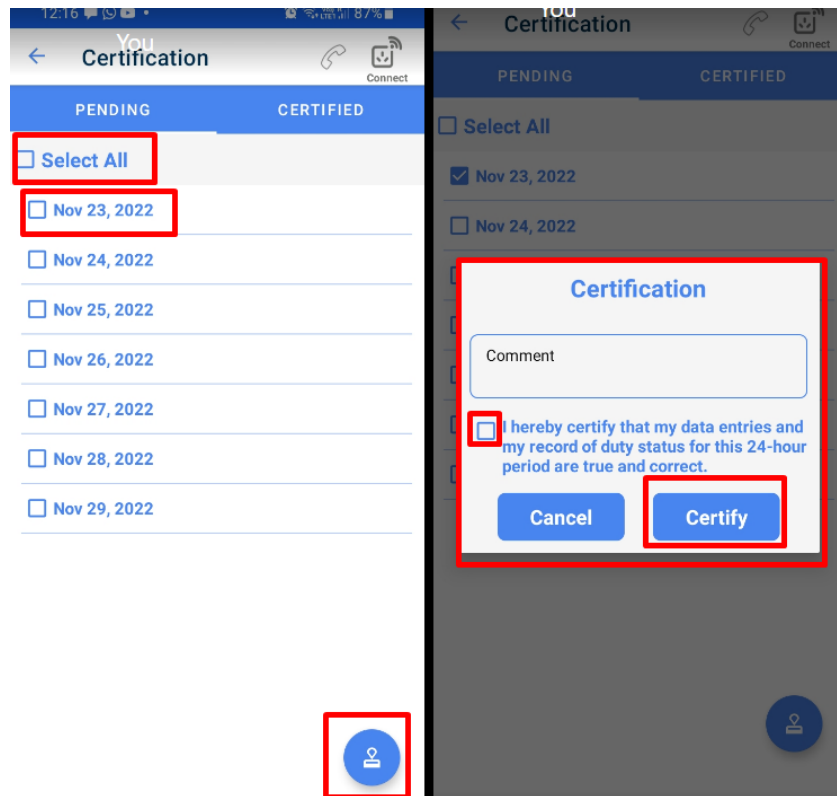 12:16
87%
You
Certification
Connect
PENDING
CERTIFIED
Select All
Nov 23, 2022
Nov 24, 2022
Nov 25, 2022
Nov 26, 2022
Nov 27, 2022
Nov 28, 2022
Nov 29, 2022
You
Certification
Connect
PENDING
CERTIFIED
Select All
Nov 23, 2022
Nov 24, 2022
Certification
Comment
I hereby certify that my data entries and
my record of duty status for this 24-hour
period are true and correct.
Cancel
Certify